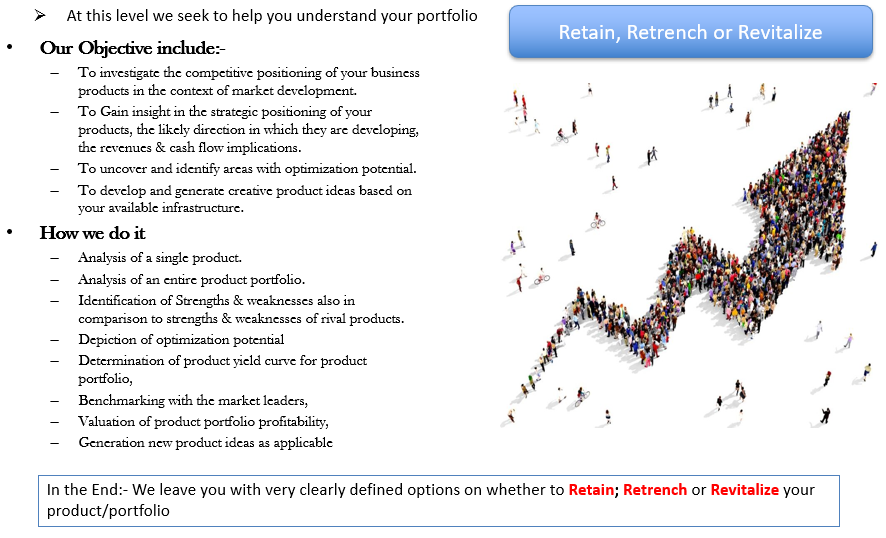 ➢ At this level we seek to help you understand your portfolio
Retain, Retrench or Revitalize
• Our Objective include:-
– To investigate the competitive positioning of your business
products in the context of market development.
– To Gain insight in the strategic positioning of your
products, the likely direction in which they are developing,
the revenues & cash flow implications.
– To uncover and identify areas with optimization potential.
– To develop and generate creative product ideas based on
your available infrastructure.
• How we do it
– Analysis of a single product.
– Analysis of an entire product portfolio.
– Identification of Strengths & weaknesses also in
comparison to strengths & weaknesses of rival products.
– Depiction of optimization potential
– Determination of product yield curve for product
portfolio,
– Benchmarking with the market leaders,
– Valuation of product portfolio profitability,
– Generation new product ideas as applicable
In the End:- We leave you with very clearly defined options on whether to Retain; Retrench or Revitalize your
product/portfolio